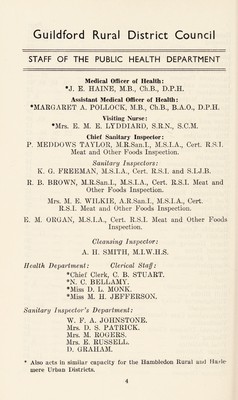 Guildford Rural District Council
STAFF OF THE PUBLIC HEALTH DEPARTMENT
Medical Officer of Health:
*J. E. HAINE, M.B., Ch.B., D.P.H.
Assistant Medical Officer of Health:
*MARGARET A. POLLOCK, M.B., Ch.B., B.A.O., D.P.H.
Visiting Nurse:
*Mrs. E. M. E. LYDDIARD, S.R.N., S.C.M.
Chief Sanitary Inspector:
P. MEDDOWS TAYLOR, M.R.San.I., M.S.I.A., Cert. R.S.I.
Meat and Other Foods Inspection.
Sanitary Inspectors:
K. G. FREEMAN, M.S.I.A., Cert. R.S.I. and S.I.J.B.
R. B. BROWN, M.R.San.I., M.S.I.A., Cert. R.S.I. Meat and
Other Foods Inspection.
Mrs. M. E. WILKIE, A.R.San.I., M.S.I.A., Cert.
R.S.I. Meat and Other Foods Inspection.
E. M. ORGAN, M.S.I.A., Cert. R.S.I. Meat and Other Foods
Inspection.
Cleansing Inspector:
A. H. SMITH, M.I.W.H.S.
Health Department: Clerical Staff:
*Chief Clerk, C. B. STUART.
*N. C. BELLAMY.
*Miss D. L. MONK.
*Miss M. H. JEFFERSON.
Sanitary Inspector's Department:
W. F. A. JOHNSTONE.
Mrs. D. S. PATRICK.
Mrs. M. ROGERS.
Mrs. E. RUSSELL.
D. GRAHAM.
* Also acts in similar capacity for the Hambledon Rural and Hasle
mere Urban Districts.
4